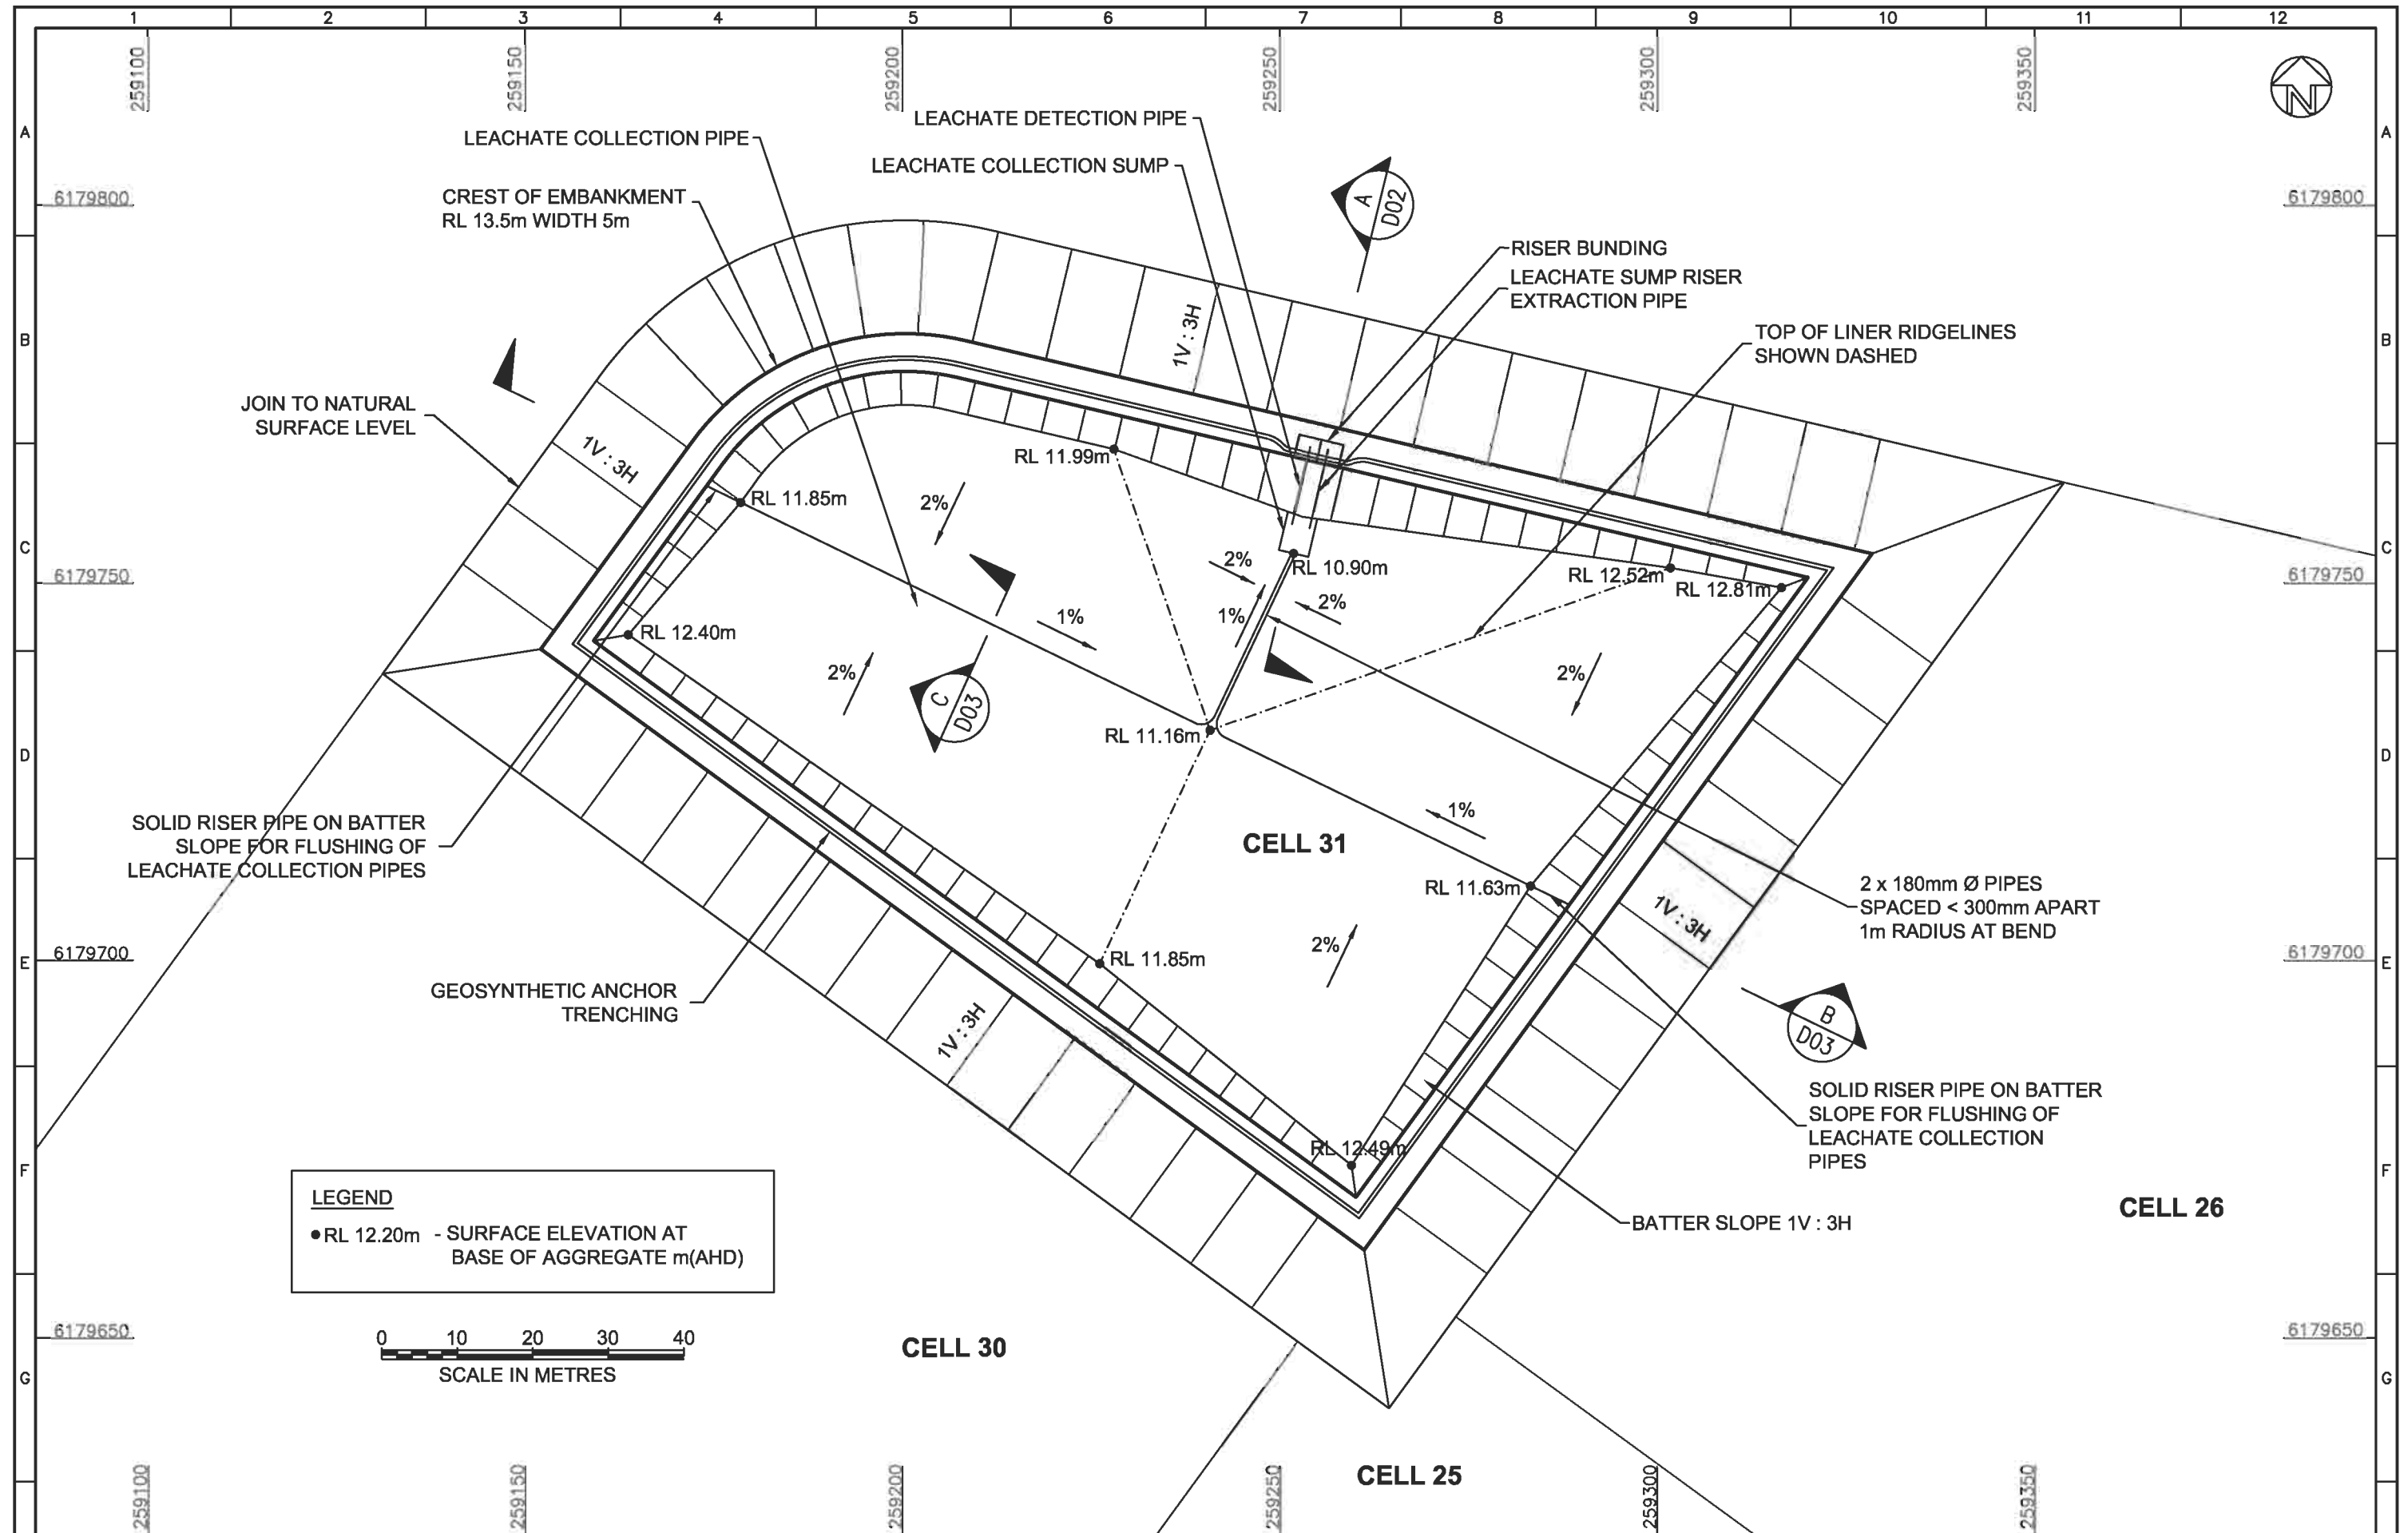 1 2 3 4 5 6 7 8 9 10 11 12
259100 259150 259200 259250 259300 259350
N
A A
LEACHATE DETECTION PIPE
LEACHATE COLLECTION PIPE
LEACHATE COLLECTION SUMP
CREST OF EMBANKMENT
RL 13.5m WIDTH 5m
6179800 6179800
A
D02
RISER BUNDING
LEACHATE SUMP RISER
EXTRACTION PIPE
TOP OF LINER RIDGELINES
SHOWN DASHED
B B
1V : 3H
JOIN TO NATURAL
SURFACE LEVEL
1V : 3H
RL 11.99m
RL 11.85m
2%
C C
2%
RL 10.90m
RL 12.52m
RL 12.81m
6179750 6179750
2%
1%
1%
RL 12.40m
2%
2%
C
D03
RL 11.16m
D D
1%
SOLID RISER PIPE ON BATTER
SLOPE FOR FLUSHING OF
LEACHATE COLLECTION PIPES
CELL 31
RL 11.63m
2 x 180mm Ø PIPES
SPACED < 300mm APART
1m RADIUS AT BEND
1V : 3H
2%
RL 11.85m
6179700 6179700
E E
GEOSYNTHETIC ANCHOR
TRENCHING
1V : 3H
B
D03
SOLID RISER PIPE ON BATTER
SLOPE FOR FLUSHING OF
LEACHATE COLLECTION
PIPES
RL 12.49m
F F
LEGEND
RL 12.20m - SURFACE ELEVATION AT
BASE OF AGGREGATE m(AHD)
BATTER SLOPE 1V : 3H
CELL 26
6179650 6179650
0 10 20 30 40
SCALE IN METRES
CELL 30
G G
CELL 25
259100 259150 259200 259250 259300 259350